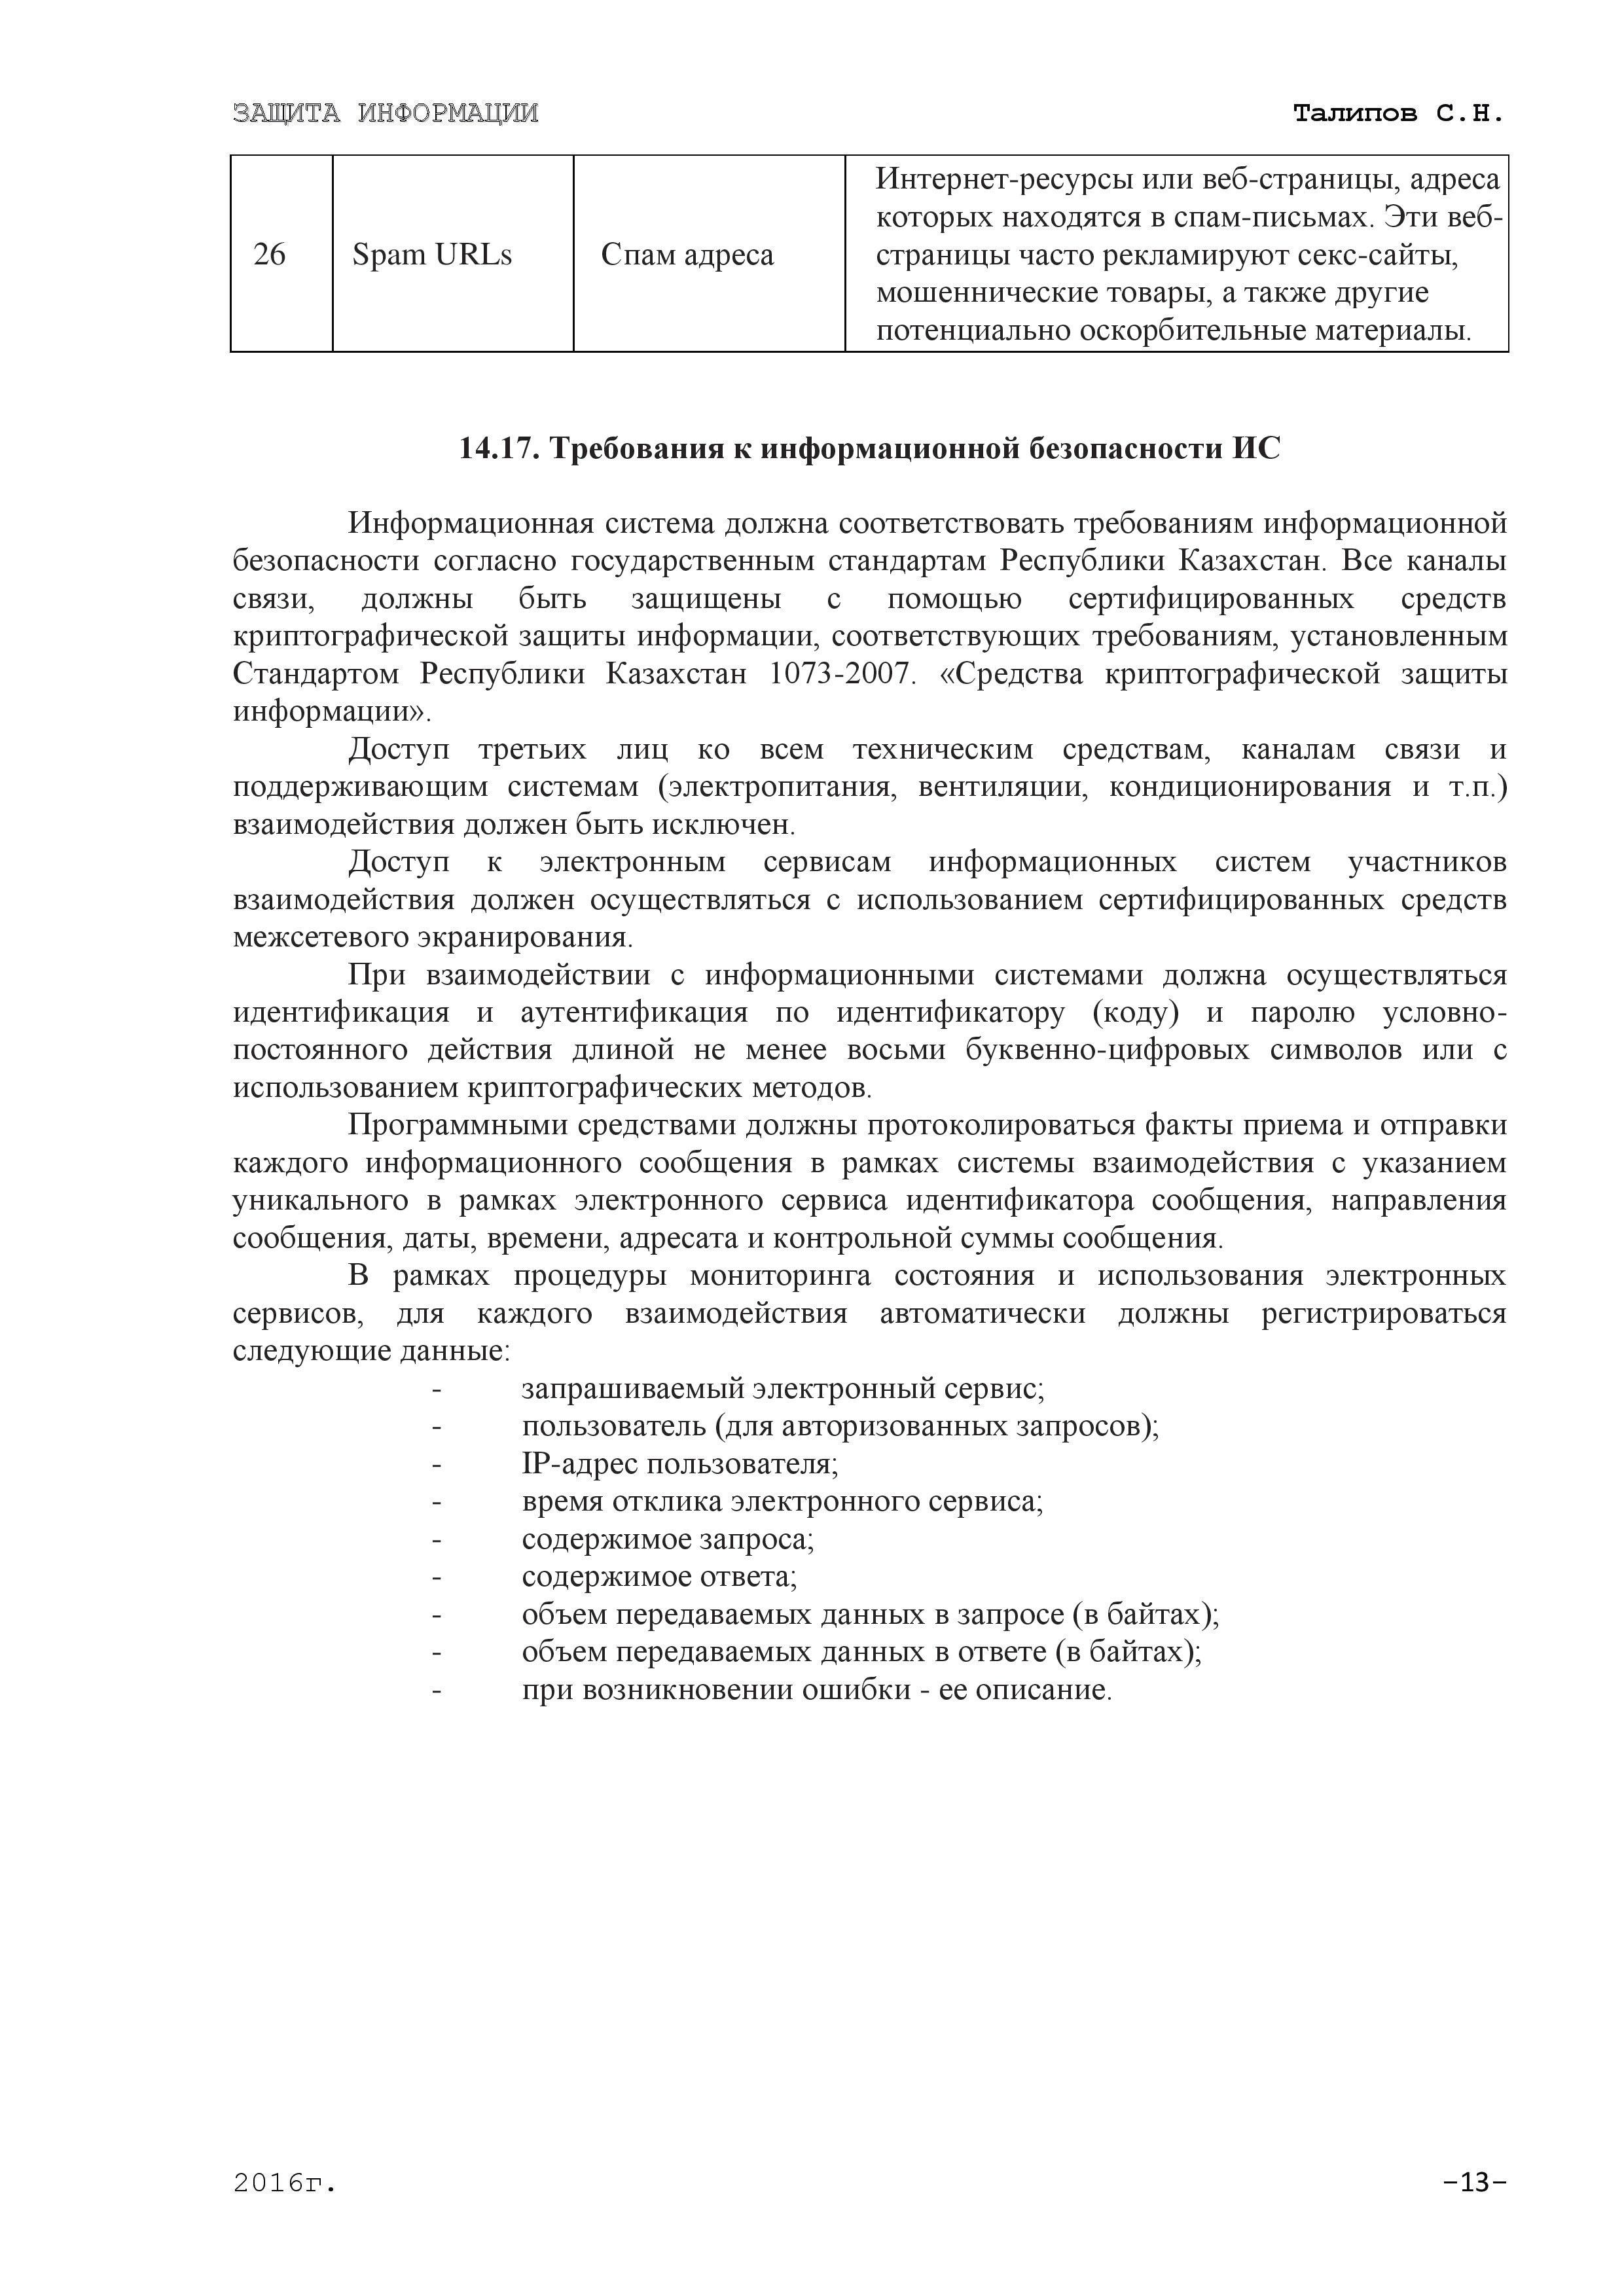 ЗАЩИТА ИНФОРМАЦИИ Талипов С.Н.
26 Spam URLs Спам адреса
Интернет-ресурсы или веб-страницы, адреса
которых находятся в спам-письмах. Эти веб-
страницы часто рекламируют секс-сайты,
мошеннические товары, а также другие
потенциально оскорбительные материалы.
14.17. Требования к информационной безопасности ИС
Информационная система должна соответствовать требованиям информационной
безопасности согласно государственным стандартам Республики Казахстан. Все каналы
связи, должны быть защищены с помощью сертифицированных средств
криптографической защиты информации, соответствующих требованиям, установленным
Стандартом Республики Казахстан 1073-2007. «Средства криптографической защиты
информации».
Доступ третьих лиц ко всем техническим средствам, каналам связи и
поддерживающим системам (электропитания, вентиляции, кондиционирования и т.п.)
взаимодействия должен быть исключен.
Доступ к электронным сервисам информационных систем участников
взаимодействия должен осуществляться с использованием сертифицированных средств
межсетевого экранирования.
При взаимодействии с информационными системами должна осуществляться
идентификация и аутентификация по идентификатору (коду) и паролю условно-
постоянного действия длиной не менее восьми буквенно-цифровых символов или с
использованием криптографических методов.
Программными средствами должны протоколироваться факты приема и отправки
каждого информационного сообщения в рамках системы взаимодействия с указанием
уникального в рамках электронного сервиса идентификатора сообщения, направления
сообщения, даты, времени, адресата и контрольной суммы сообщения.
В рамках процедуры мониторинга состояния и использования электронных
сервисов, для каждого взаимодействия автоматически должны регистрироваться
следующие данные:
- запрашиваемый электронный сервис;
- пользователь (для авторизованных запросов);
- IP-адрес пользователя;
- время отклика электронного сервиса;
- содержимое запроса;
- содержимое ответа;
- объем передаваемых данных в запросе (в байтах);
- объем передаваемых данных в ответе (в байтах);
- при возникновении ошибки - ее описание.
2016г. -13-